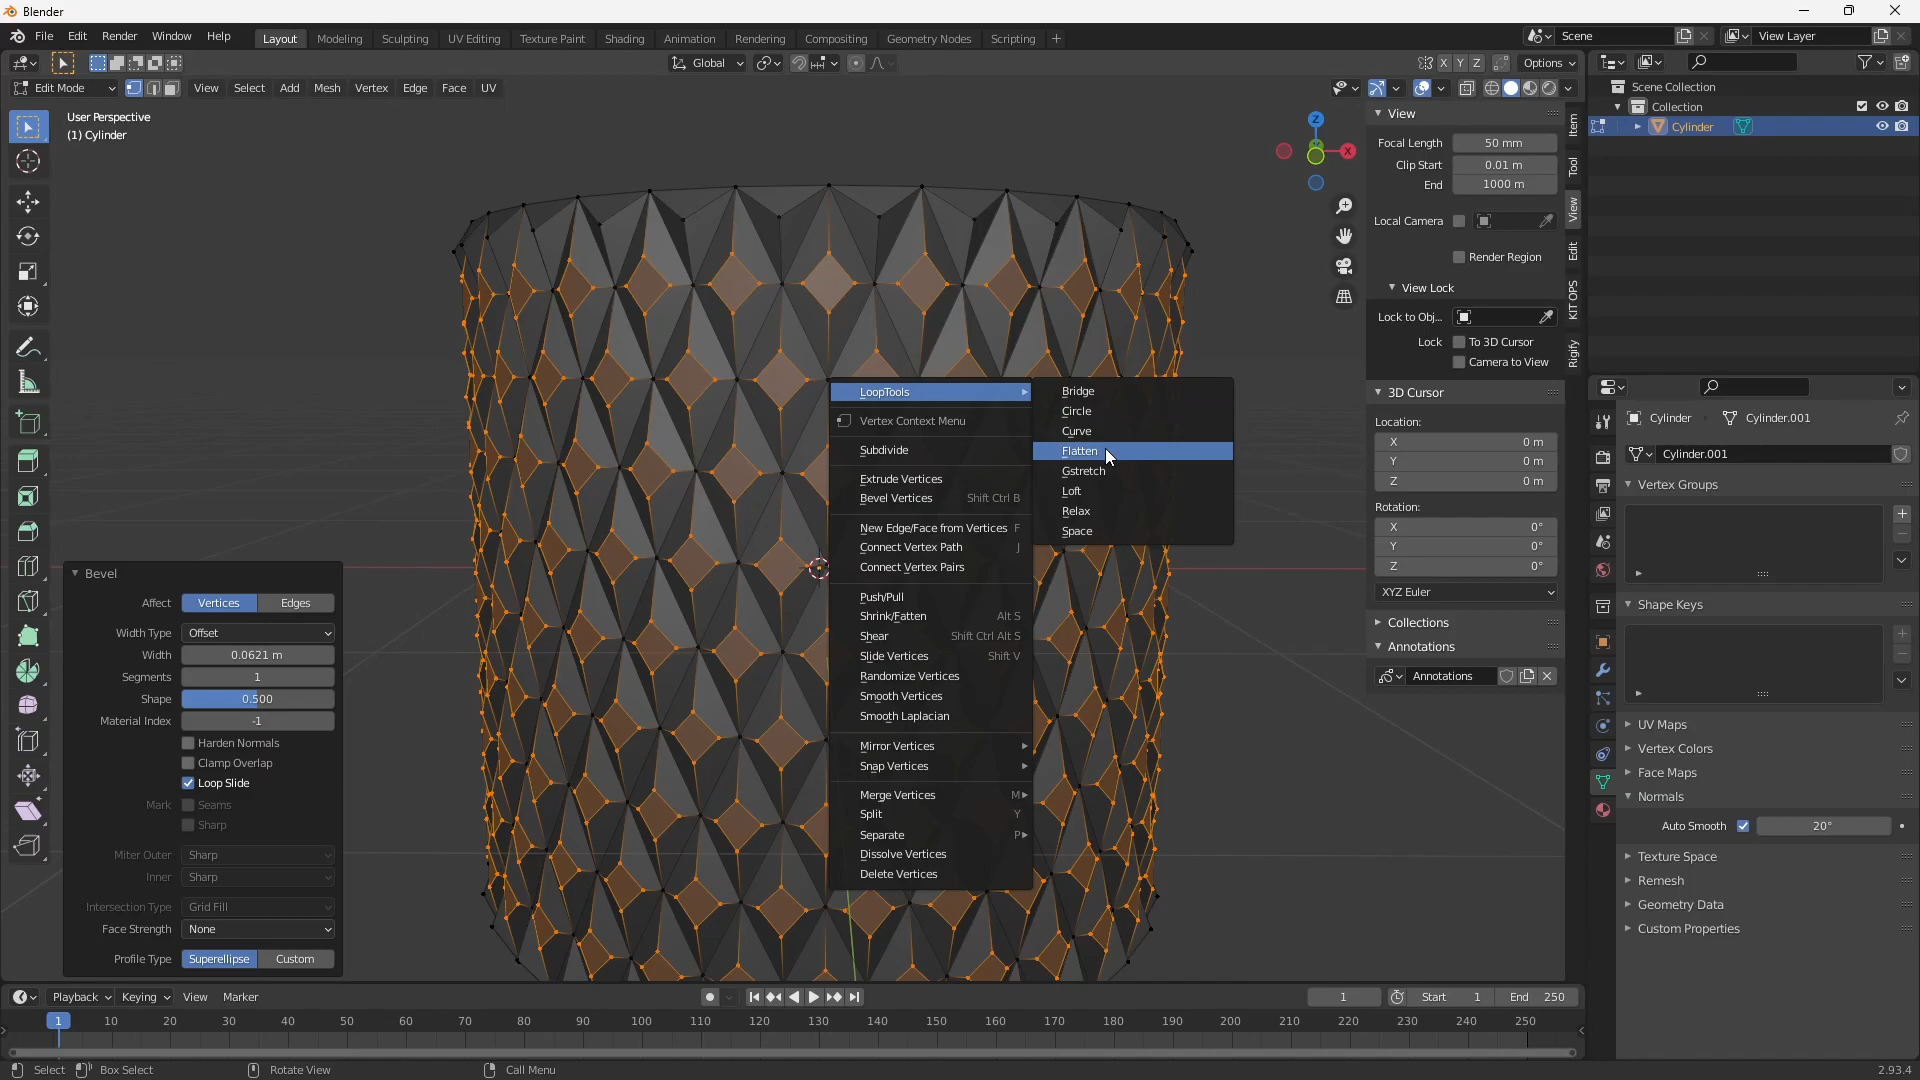 Blender
File Edit Render Window Help Layout Modeling Sculpting UV Editing Texture Paint Shading Animation Rendering Compositing Geometry Nodes Scripting + Scene View Layer
Global X Y Z Options
Edit Mode View Select Add Mesh Vertex Edge Face UV
User Perspective
(1) Cylinder
Z
X
View
Focal Length 50 mm
Clip Start 0.01 m
End 1000 m
Local Camera
Render Region
View Lock
Lock to Obj...
Lock To 3D Cursor
Camera to View
3D Cursor
Location:
X 0 m
Y 0 m
Z 0 m
Rotation:
X 0°
Y 0°
Z 0°
XYZ Euler
Collections
Annotations
Annotations
Item
Tool
View
Edit
KIT OPS
Rigify
LoopTools
Vertex Context Menu
Subdivide
Extrude Vertices
Bevel Vertices Shift Ctrl B
New Edge/Face from Vertices F
Connect Vertex Path J
Connect Vertex Pairs
Push/Pull
Shrink/Fatten Alt S
Shear Shift Ctrl Alt S
Slide Vertices Shift V
Randomize Vertices
Smooth Vertices
Smooth Laplacian
Mirror Vertices
Snap Vertices
Merge Vertices M
Split Y
Separate P
Dissolve Vertices
Delete Vertices
Bridge
Circle
Curve
Flatten
Gstretch
Loft
Relax
Space
Bevel
Affect Vertices Edges
Width Type Offset
Width 0.0621 m
Segments 1
Shape 0.500
Material Index -1
Harden Normals
Clamp Overlap
Loop Slide
Mark Seams
Sharp
Miter Outer Sharp
Inner Sharp
Intersection Type Grid Fill
Face Strength None
Profile Type Superellipse Custom
Scene Collection
Collection
Cylinder
Cylinder Cylinder.001
Cylinder.001
Vertex Groups
Shape Keys
UV Maps
Vertex Colors
Face Maps
Normals
Auto Smooth 20°
Texture Space
Remesh
Geometry Data
Custom Properties
Playback Keying View Marker 1 Start 1 End 250
1 10 20 30 40 50 60 70 80 90 100 110 120 130 140 150 160 170 180 190 200 210 220 230 240 250
Select Box Select Rotate View Call Menu 2.93.4